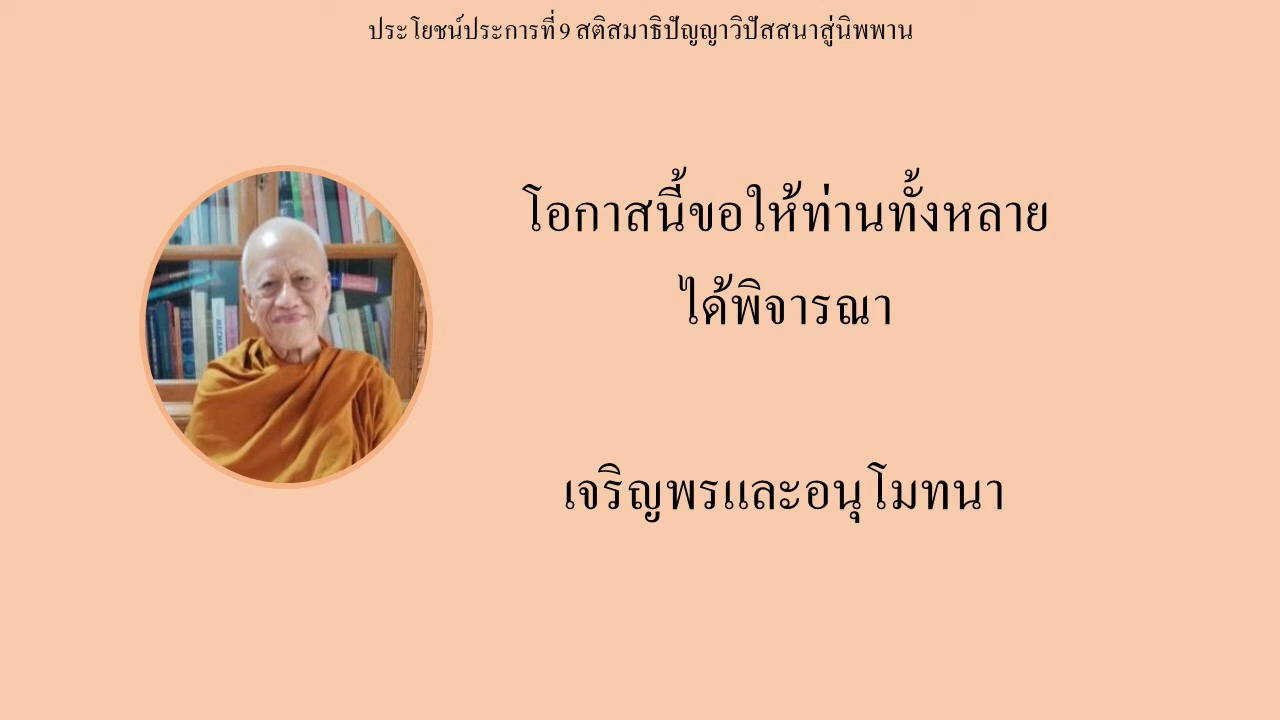 ประโยชน์ประการที่ 9 สติสมาธิปัญญาวิปัสสนาสู่นิพพาน
โอกาสนี้ขอให้ท่านทั้งหลาย
ได้พิจารณา
เจริญพรและอนุโมทนา